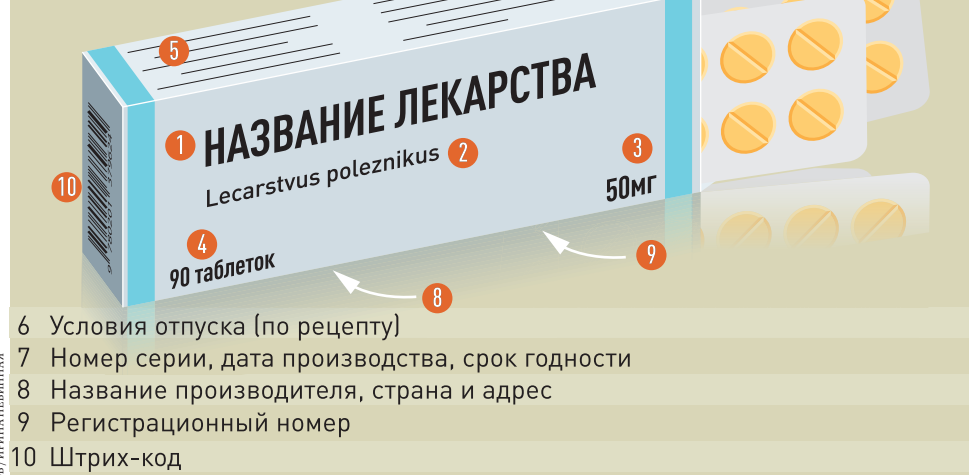 5
1 НАЗВАНИЕ ЛЕКАРСТВА
Lecarstvus poleznikus 2
3
50мг
10
4
90 таблеток
9
8
6 Условия отпуска (по рецепту)
7 Номер серии, дата производства, срок годности
8 Название производителя, страна и адрес
9 Регистрационный номер
10 Штрих-код